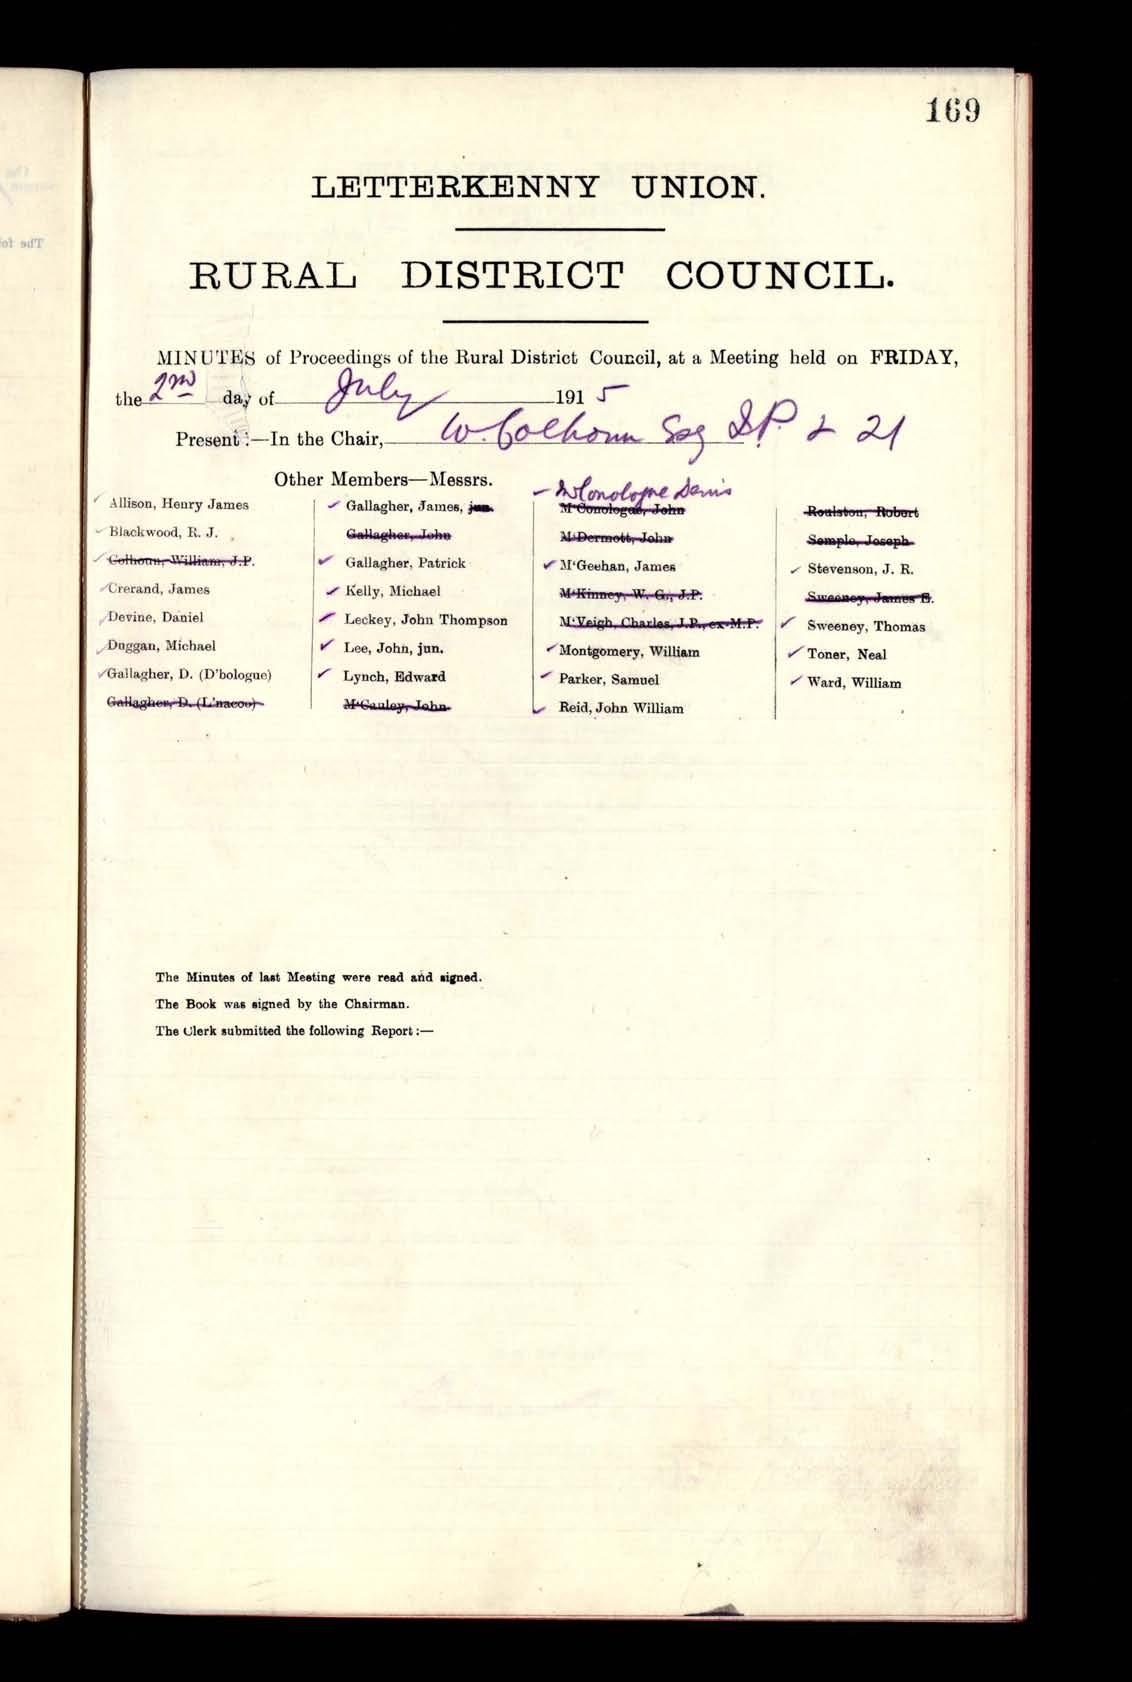 169
LETTERKENNY UNION.
RURAL DISTRICT COUNCIL.
MINUTES of Proceedings of the Rural District Council, at a Meeting held on FRIDAY,
the 2nd day of July 1915
Present :—In the Chair, W. Colhoun Esq J.P. & 21
Other Members—Messrs.
Allison, Henry James
Blackwood, R. J.
Colhoun, William, J.P.
Crerand, James
Devine, Daniel
Duggan, Michael
Gallagher, D. (D'bologue)
Gallagher, D. (L'nacoo)
Gallagher, James, jun.
Gallagher, John
Gallagher, Patrick
Kelly, Michael
Leckey, John Thompson
Lee, John, jun.
Lynch, Edward
M'Cauley, John
McConologue Denis
M'Conologue, John
M'Dermott, John
M'Geehan, James
M'Kinney, W. G., J.P.
M'Veigh, Charles, J.P., ex-M.P.
Montgomery, William
Parker, Samuel
Reid, John William
Roulston, Robert
Semple, Joseph
Stevenson, J. R.
Sweeney, James E.
Sweeney, Thomas
Toner, Neal
Ward, William
The Minutes of last Meeting were read and signed.
The Book was signed by the Chairman.
The Clerk submitted the following Report :—